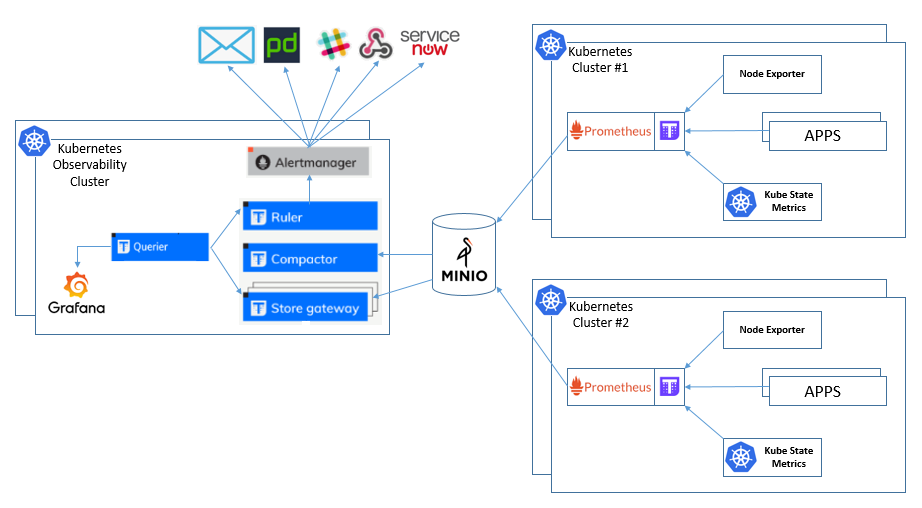 pd
service
now
Kubernetes
Observability
Cluster
Alertmanager
T Ruler
T Querier
T Compactor
T Store gateway
Grafana
MINIO
Kubernetes
Cluster #1
Node Exporter
Prometheus
T
APPS
Kube State
Metrics
Kubernetes
Cluster #2
Node Exporter
Prometheus
T
APPS
Kube State
Metrics